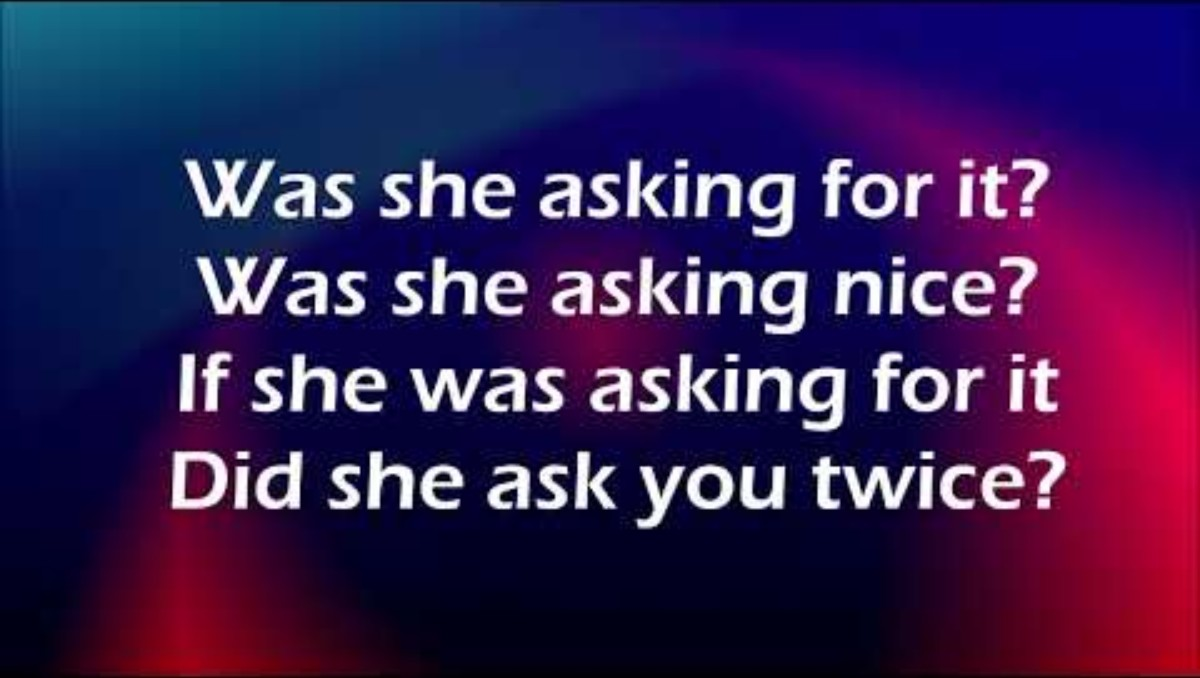 Was she asking for it?
Was she asking nice?
If she was asking for it
Did she ask you twice?